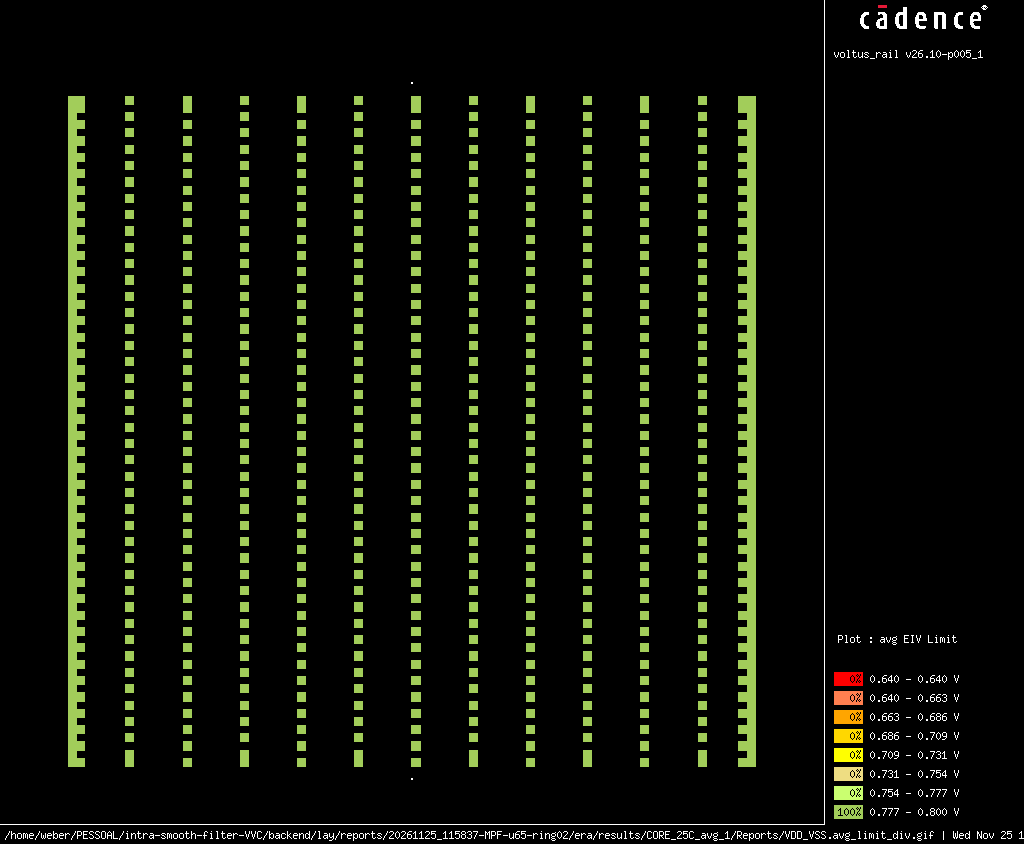 cādence®
voltus_rail v26.10-p005_1
Plot : avg EIV Limit
0% 0.640 - 0.640 V
0% 0.640 - 0.663 V
0% 0.663 - 0.686 V
0% 0.686 - 0.709 V
0% 0.709 - 0.731 V
0% 0.731 - 0.754 V
0% 0.754 - 0.777 V
100% 0.777 - 0.800 V
/home/weber/PESSOAL/intra-smooth-filter-VVC/backend/lay/reports/20261125_115837-MPF-u65-ring02/era/results/CORE_25C_avg_1/Reports/VDD_VSS.avg_limit_div.gif | Wed Nov 25 1